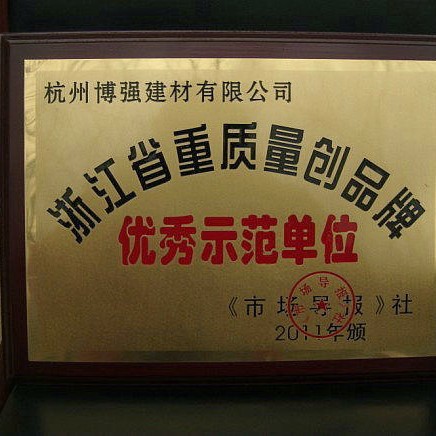 杭州博强建材有限公司
浙江省重质量创品牌
优秀示范单位
《市场导报》社
2011年颁